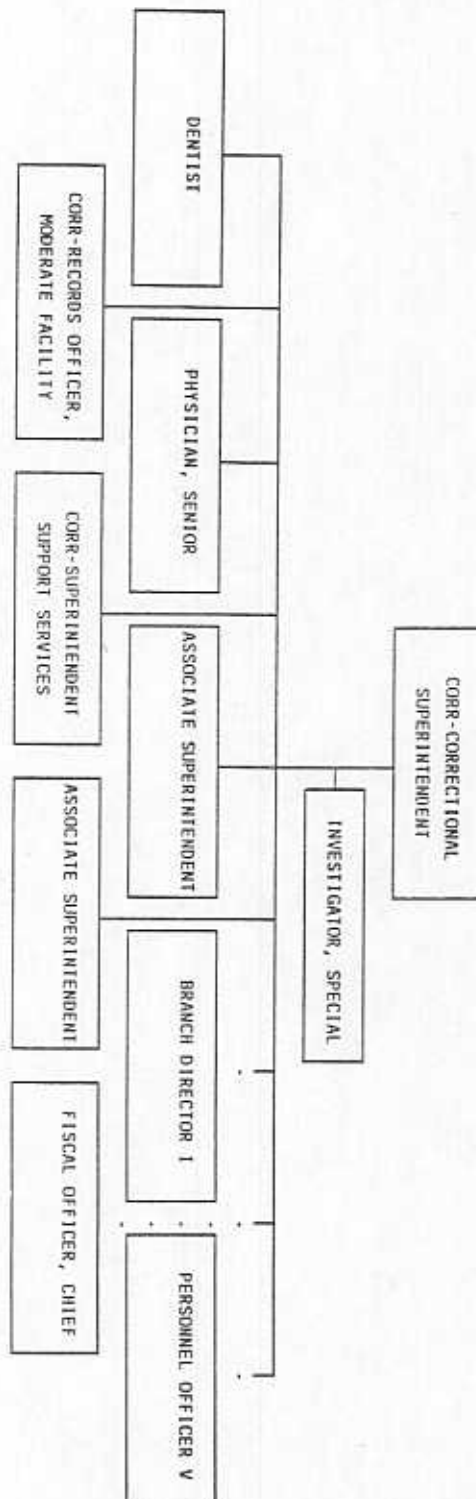 CORR-CORRECTIONAL
SUPERINTENDENT
INVESTIGATOR, SPECIAL
DENTIST
PHYSICIAN, SENIOR
ASSOCIATE SUPERINTENDENT
BRANCH DIRECTOR I
PERSONNEL OFFICER V
CORR-RECORDS OFFICER,
MODERATE FACILITY
CORR-SUPERINTENDENT
SUPPORT SERVICES
ASSOCIATE SUPERINTENDENT
FISCAL OFFICER, CHIEF